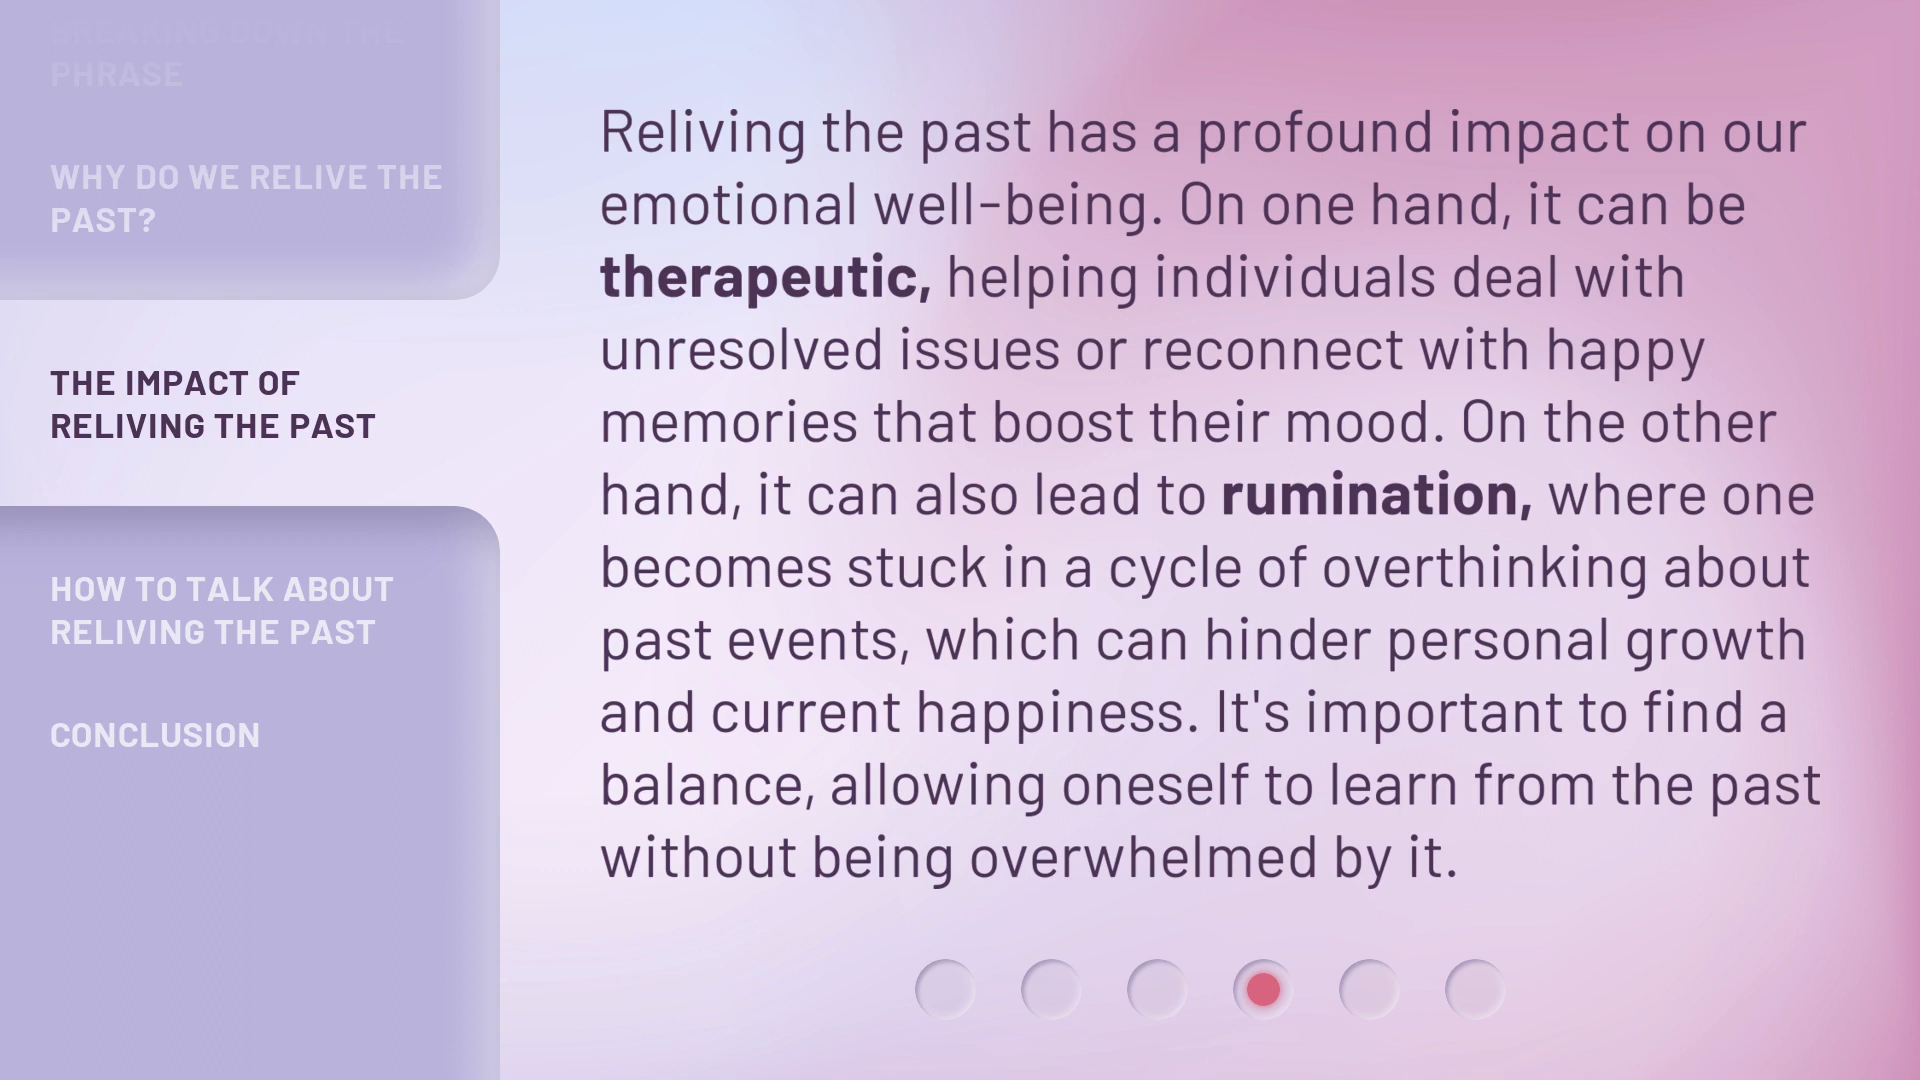 BREAKING DOWN THE
PHRASE
WHY DO WE RELIVE THE
PAST?
THE IMPACT OF
RELIVING THE PAST
HOW TO TALK ABOUT
RELIVING THE PAST
CONCLUSION
Reliving the past has a profound impact on our
emotional well-being. On one hand, it can be
therapeutic, helping individuals deal with
unresolved issues or reconnect with happy
memories that boost their mood. On the other
hand, it can also lead to rumination, where one
becomes stuck in a cycle of overthinking about
past events, which can hinder personal growth
and current happiness. It's important to find a
balance, allowing oneself to learn from the past
without being overwhelmed by it.